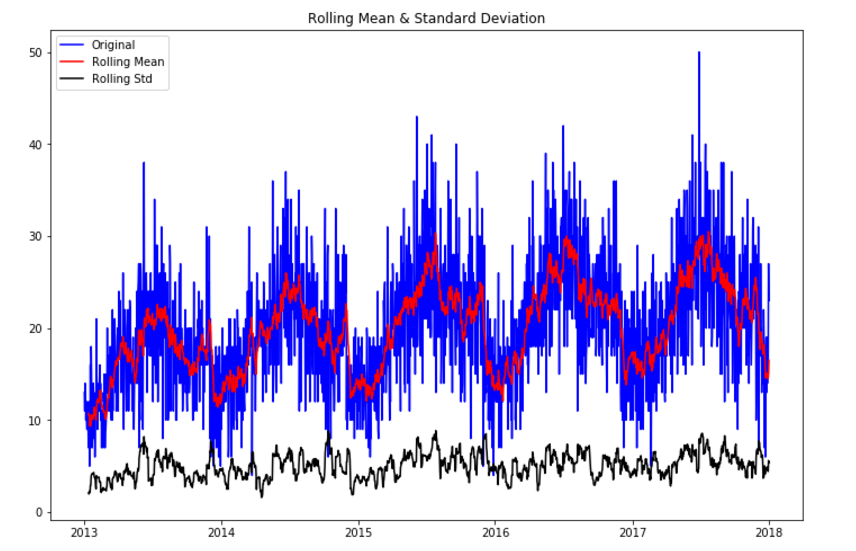 Rolling Mean & Standard Deviation
Original
Rolling Mean
Rolling Std
50
40
30
20
10
0
2013 2014 2015 2016 2017 2018